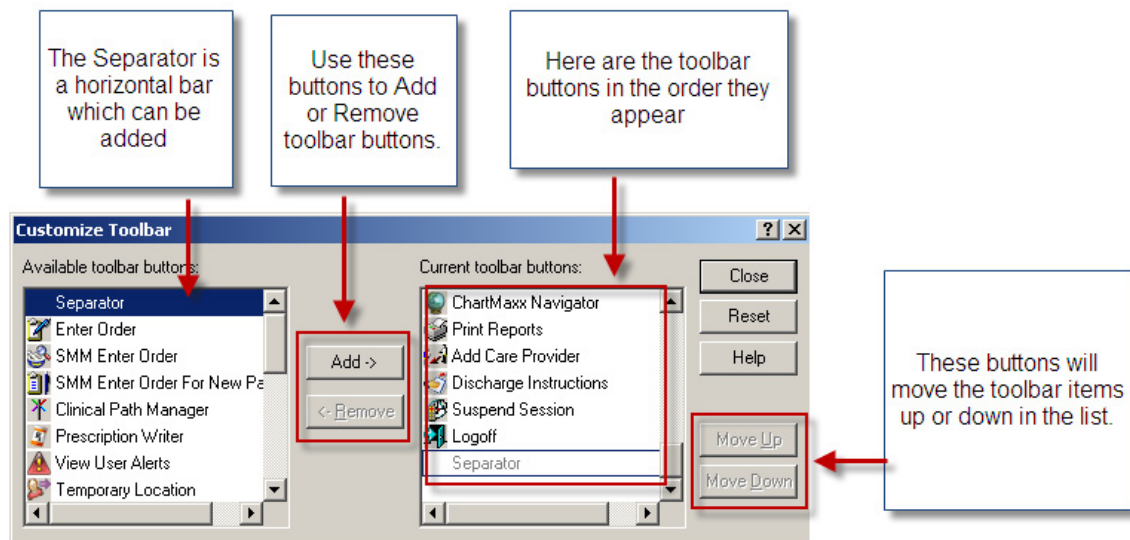 The Separator is
a horizontal bar
which can be
added
Use these
buttons to Add
or Remove
toolbar buttons.
Here are the toolbar
buttons in the order they
appear
Customize Toolbar
Available toolbar buttons:
Separator
Enter Order
SMM Enter Order
SMM Enter Order For New Pa
Clinical Path Manager
Prescription Writer
View User Alerts
Temporary Location
Add ->
<- Remove
Current toolbar buttons:
ChartMaxx Navigator
Print Reports
Add Care Provider
Discharge Instructions
Suspend Session
Logoff
Separator
Close
Reset
Help
Move Up
Move Down
These buttons will
move the toolbar items
up or down in the list.